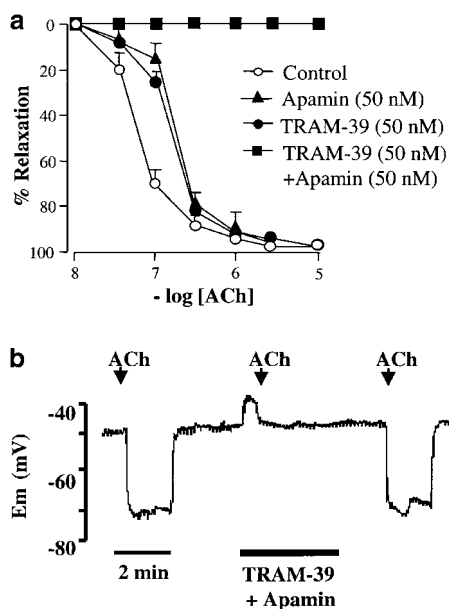 a
0
20
40
60
80
100
% Relaxation
8 7 6 5
- log [ACh]
Control
Apamin (50 nM)
TRAM-39 (50 nM)
TRAM-39 (50 nM)
+Apamin (50 nM)
b
ACh ACh ACh
-40
-60
-80
Em (mV)
2 min
TRAM-39
+ Apamin